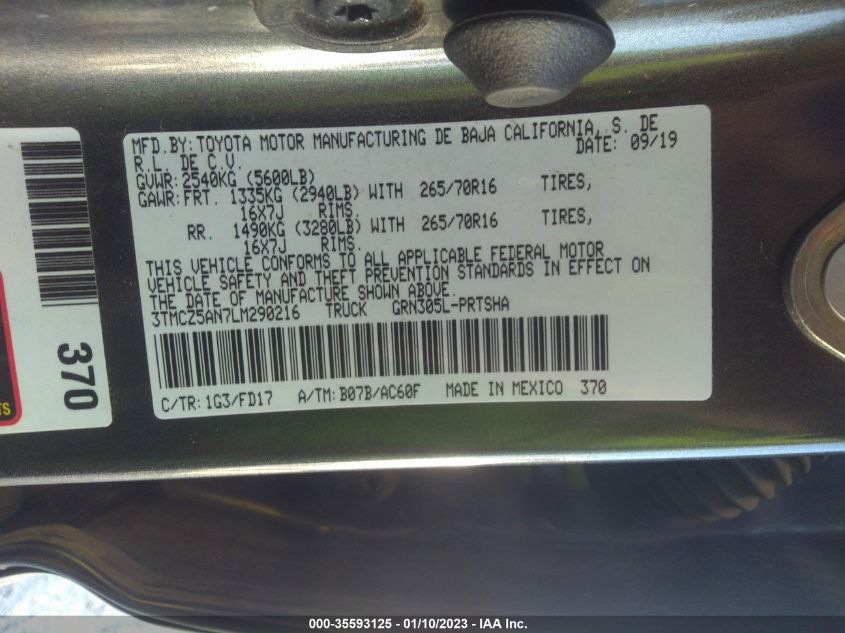 MFD.BY:TOYOTA MOTOR MANUFACTURING DE BAJA CALIFORNIA, S. DE
R.L. DE C.V. DATE: 09/19
GVWR:2540KG (5600LB)
GAWR:FRT. 1335KG (2940LB) WITH 265/70R16 TIRES,
16X7J RIMS.
RR. 1490KG (3280LB) WITH 265/70R16 TIRES,
16X7J RIMS.
THIS VEHICLE CONFORMS TO ALL APPLICABLE FEDERAL MOTOR
VEHICLE SAFETY AND THEFT PREVENTION STANDARDS IN EFFECT ON
THE DATE OF MANUFACTURE SHOWN ABOVE.
3TMCZ5AN7LM290216 TRUCK GRN305L-PRTSHA
C/TR: 1G3/FD17 A/TM: B07B/AC60F MADE IN MEXICO 370
370
TS
000-35593125 - 01/10/2023 - IAA Inc.